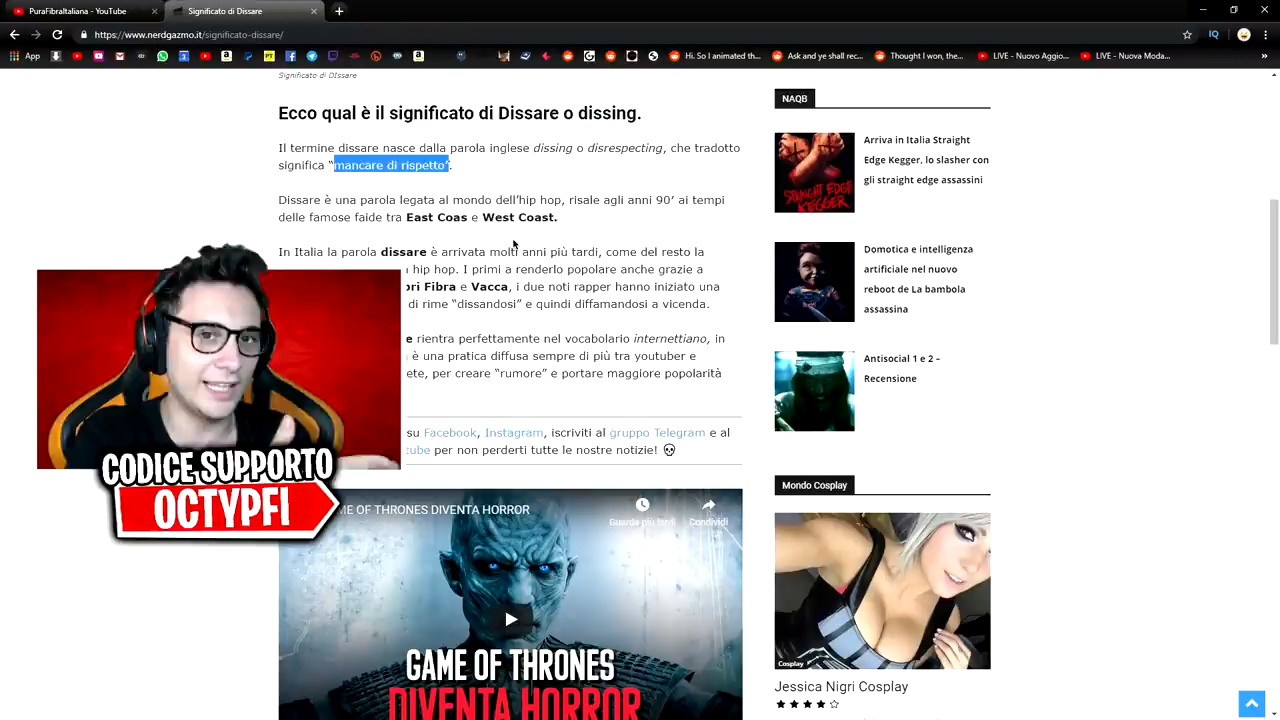 PuraFibraItaliana - YouTube
Significato di Dissare
https://www.nerdgazmo.it/significato-dissare/
App
Hi, So I animated th...
Ask and ye shall rec...
Thought I won, the...
LIVE - Nuovo Aggio...
LIVE - Nuova Moda...
Significato di DIssare
Ecco qual è il significato di Dissare o dissing.
Il termine dissare nasce dalla parola inglese dissing o disrespecting, che tradotto
significa “mancare di rispetto”.
Dissare è una parola legata al mondo dell’hip hop, risale agli anni 90’ ai tempi
delle famose faide tra East Coas e West Coast.
In Italia la parola dissare è arrivata molti anni più tardi, come del resto la
hip hop. I primi a renderlo popolare anche grazie a
bri Fibra e Vacca, i due noti rapper hanno iniziato una
di rime “dissandosi” e quindi diffamandosi a vicenda.
e rientra perfettamente nel vocabolario internettiano, in
è una pratica diffusa sempre di più tra youtuber e
ete, per creare “rumore” e portare maggiore popolarità
su Facebook, Instagram, iscriviti al gruppo Telegram e al
tube per non perderti tutte le nostre notizie!
CODICE SUPPORTO
OCTYPFI
ME OF THRONES DIVENTA HORROR
Guarda più tardi
Condividi
GAME OF THRONES
DIVENTA HORROR
NAQB
STRAIGHT EDGE
KEGGER
Arriva in Italia Straight
Edge Kegger, lo slasher con
gli straight edge assassini
Domotica e intelligenza
artificiale nel nuovo
reboot de La bambola
assassina
Antisocial 1 e 2 –
Recensione
Mondo Cosplay
Cosplay
Jessica Nigri Cosplay